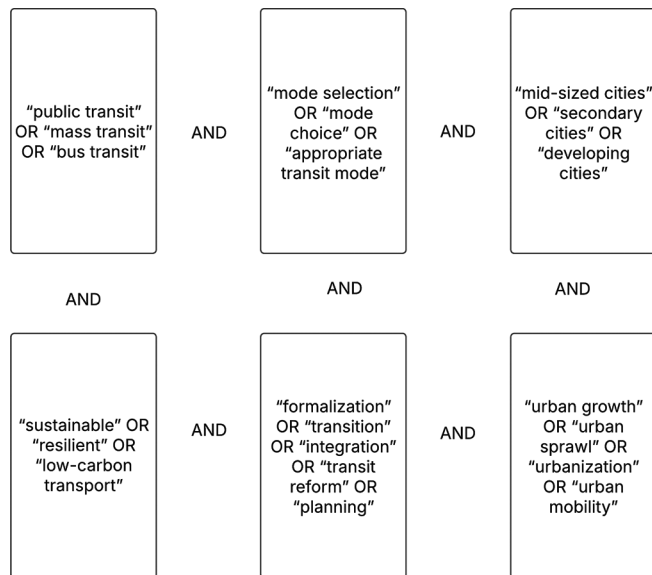 “public transit”
OR “mass transit”
OR “bus transit”
AND
“mode selection”
OR “mode
choice” OR
“appropriate
transit mode”
AND
“mid-sized cities”
OR “secondary
cities” OR
“developing
cities”
AND
AND
AND
“sustainable” OR
“resilient” OR
“low-carbon
transport”
AND
“formalization”
OR “transition”
OR “integration”
OR “transit
reform” OR
“planning”
AND
“urban growth”
OR “urban
sprawl” OR
“urbanization”
OR “urban
mobility”